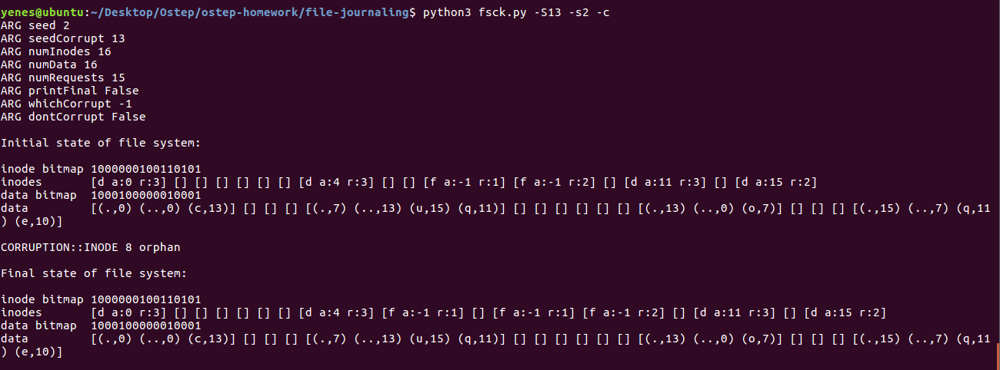 yenes@ubuntu:~/Desktop/Ostep/ostep-homework/file-journaling$ python3 fsck.py -S13 -s2 -c
ARG seed 2
ARG seedCorrupt 13
ARG numInodes 16
ARG numData 16
ARG numRequests 15
ARG printFinal False
ARG whichCorrupt -1
ARG dontCorrupt False
Initial state of file system:
inode bitmap 1000000100110101
inodes       [d a:0 r:3] [] [] [] [] [] [] [d a:4 r:3] [] [] [f a:-1 r:1] [f a:-1 r:2] [] [d a:11 r:3] [] [d a:15 r:2]
data bitmap  1000100000010001
data         [(.,0) (..,0) (c,13)] [] [] [] [(.,7) (..,13) (u,15) (q,11)] [] [] [] [] [] [] [(.,13) (..,0) (o,7)] [] [] [] [(.,15) (..,7) (q,11
) (e,10)]
CORRUPTION::INODE 8 orphan
Final state of file system:
inode bitmap 1000000100110101
inodes       [d a:0 r:3] [] [] [] [] [] [] [d a:4 r:3] [f a:-1 r:1] [] [f a:-1 r:1] [f a:-1 r:2] [] [d a:11 r:3] [] [d a:15 r:2]
data bitmap  1000100000010001
data         [(.,0) (..,0) (c,13)] [] [] [] [(.,7) (..,13) (u,15) (q,11)] [] [] [] [] [] [] [(.,13) (..,0) (o,7)] [] [] [] [(.,15) (..,7) (q,11
) (e,10)]